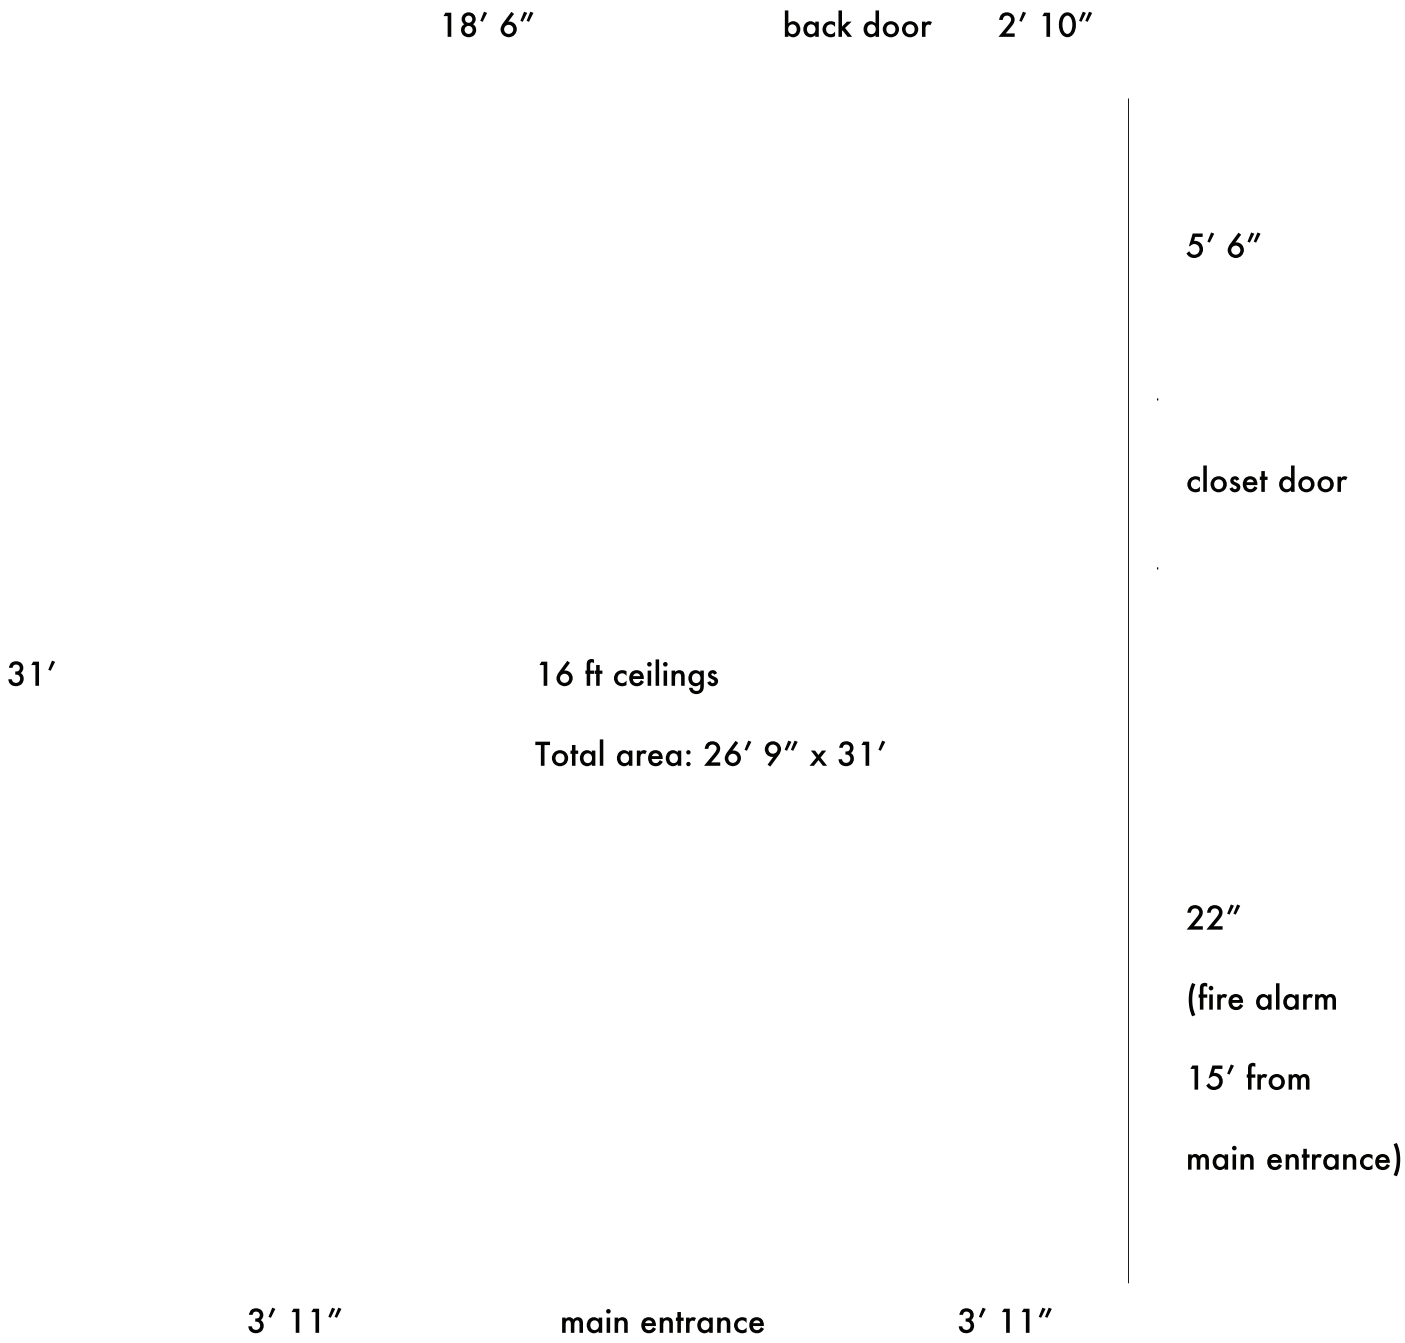 18′ 6″ back door 2′ 10″
5′ 6″
closet door
31′ 16 ft ceilings
Total area: 26′ 9″ x 31′
22″
(fire alarm
15′ from
main entrance)
3′ 11″ main entrance 3′ 11″